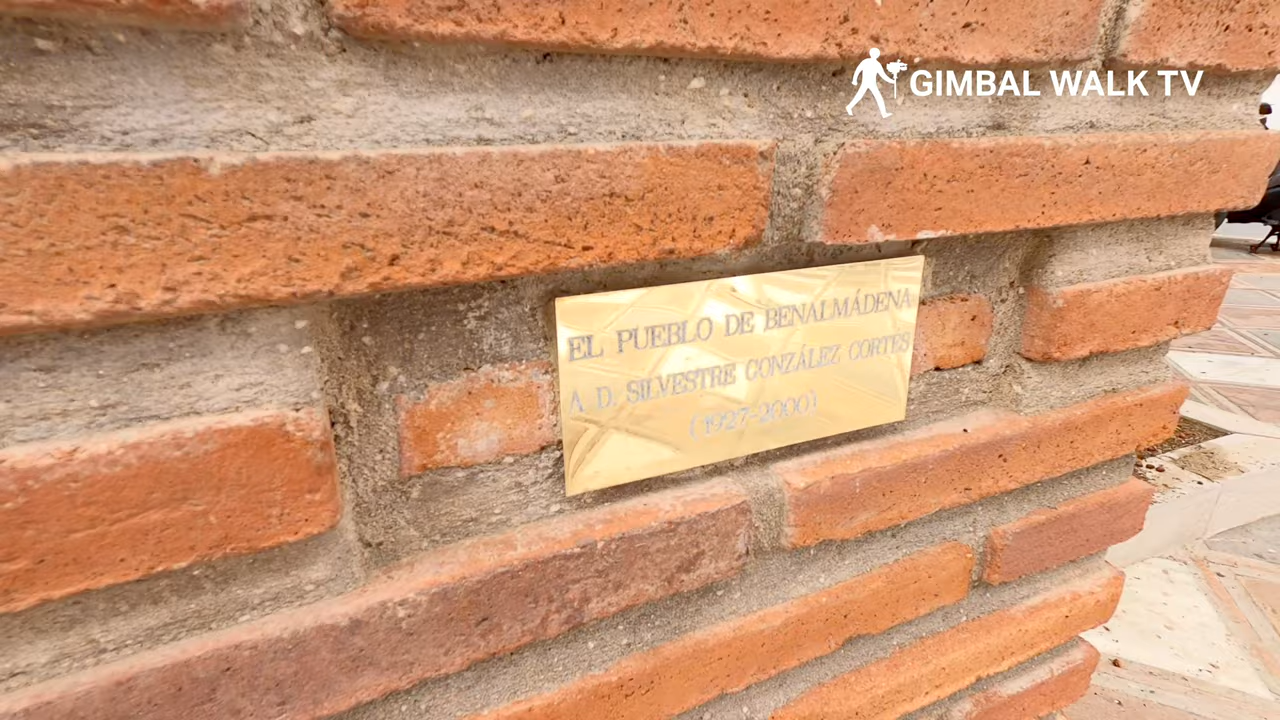 GIMBAL WALK TV
EL PUEBLO DE BENALMÁDENA
A D. SILVESTRE GONZÁLEZ CORTÉS
(1927-2000)